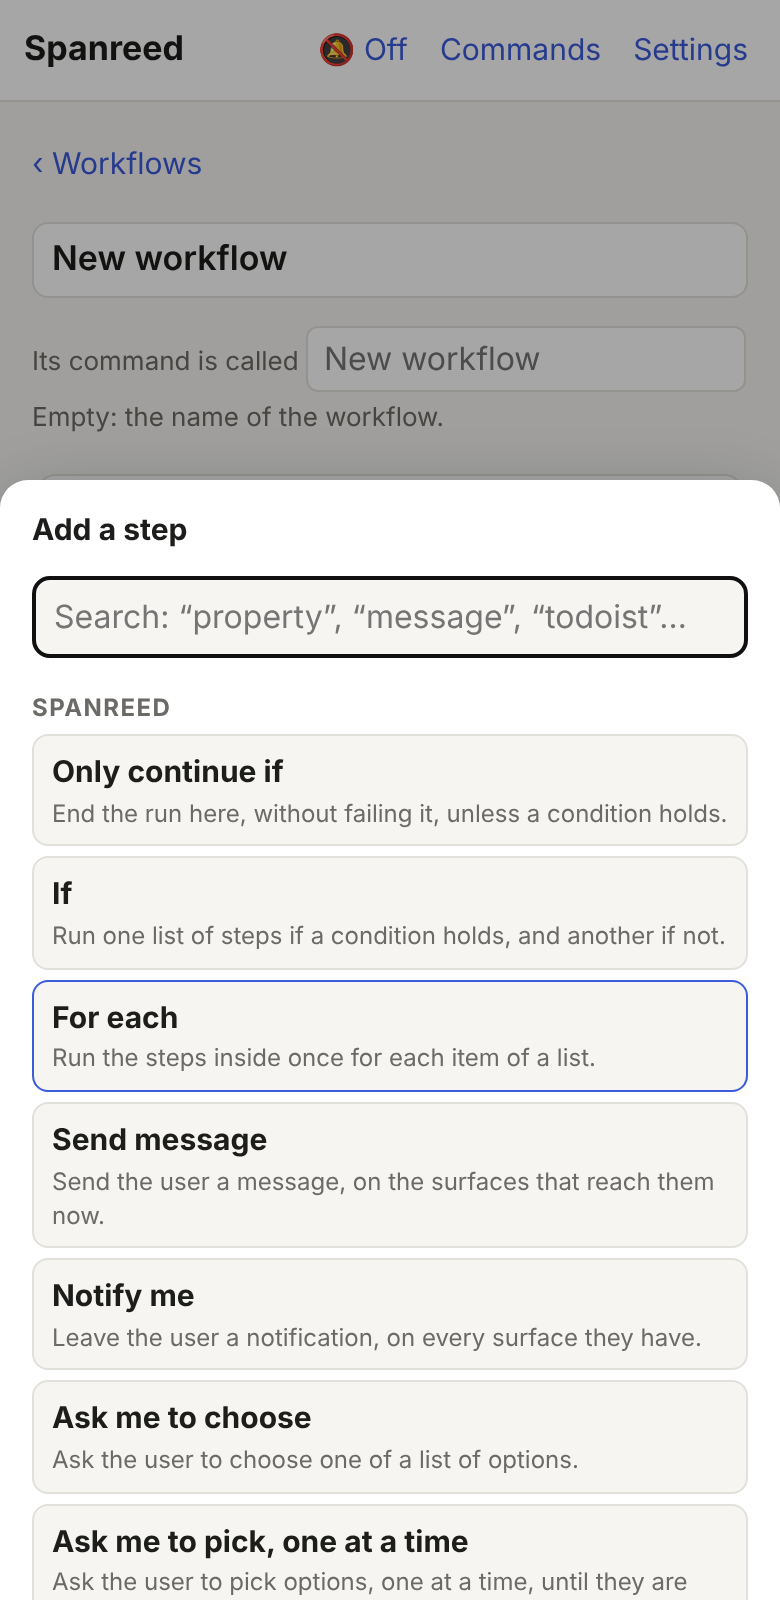 Spanreed
Off
Commands
Settings
‹ Workflows
New workflow
Its command is called
New workflow
Empty: the name of the workflow.
Add a step
Search: “property”, “message”, “todoist”…
SPANREED
Only continue if
End the run here, without failing it, unless a condition holds.
If
Run one list of steps if a condition holds, and another if not.
For each
Run the steps inside once for each item of a list.
Send message
Send the user a message, on the surfaces that reach them
now.
Notify me
Leave the user a notification, on every surface they have.
Ask me to choose
Ask the user to choose one of a list of options.
Ask me to pick, one at a time
Ask the user to pick options, one at a time, until they are